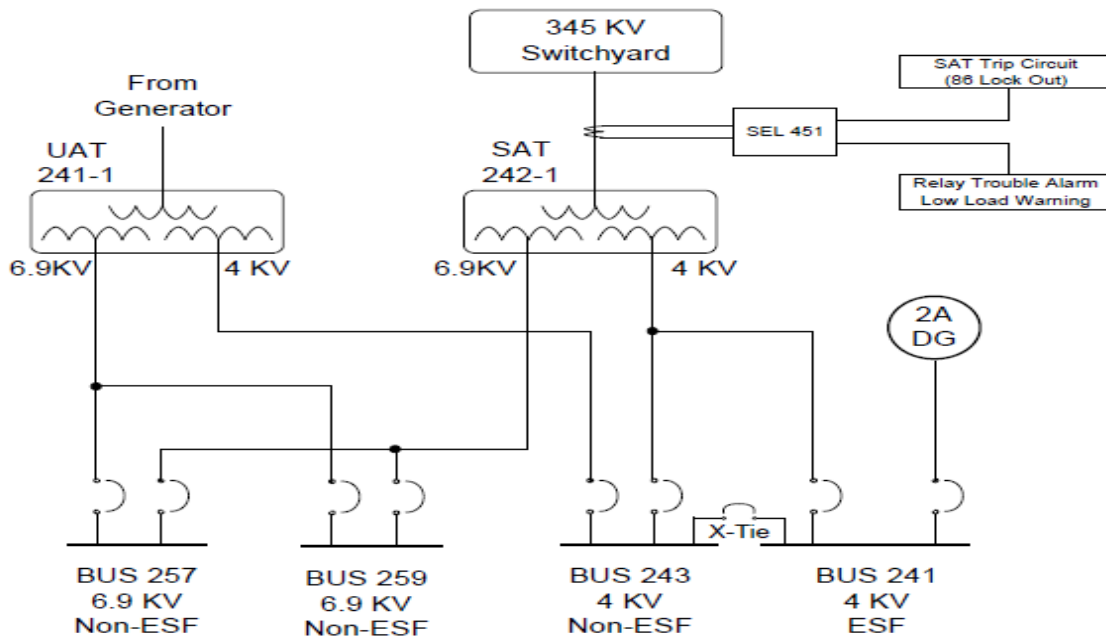 345 KV
Switchyard
SAT Trip Circuit
(86 Lock Out)
From
Generator
SEL 451
UAT
241-1
SAT
242-1
Relay Trouble Alarm
Low Load Warning
6.9KV
4 KV
6.9KV
4 KV
2A
DG
X-Tie
BUS 257
6.9 KV
Non-ESF
BUS 259
6.9 KV
Non-ESF
BUS 243
4 KV
Non-ESF
BUS 241
4 KV
ESF